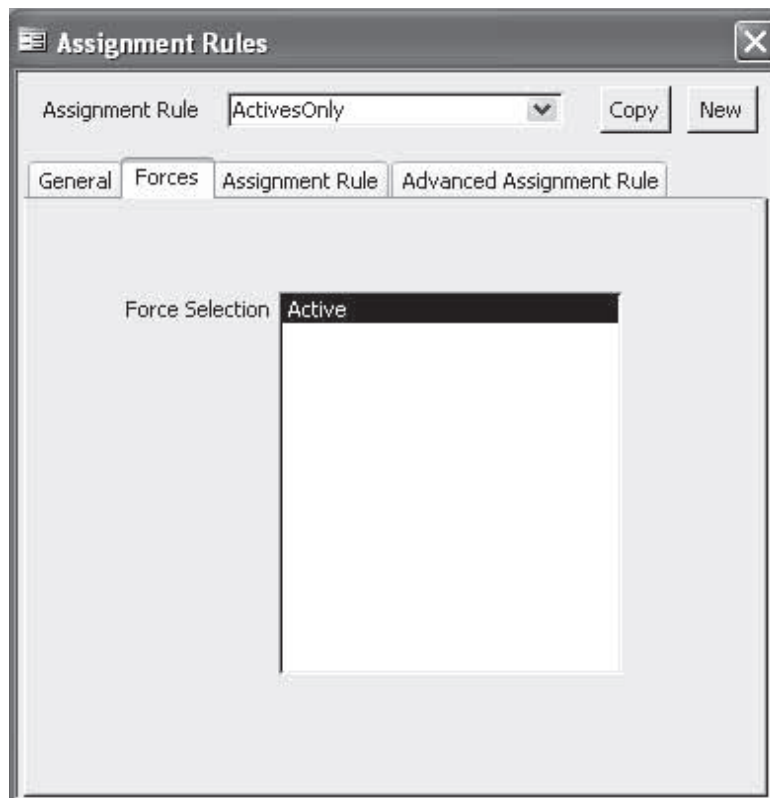 Assignment Rules
Assignment Rule ActivesOnly Copy New
General Forces Assignment Rule Advanced Assignment Rule
Force Selection Active